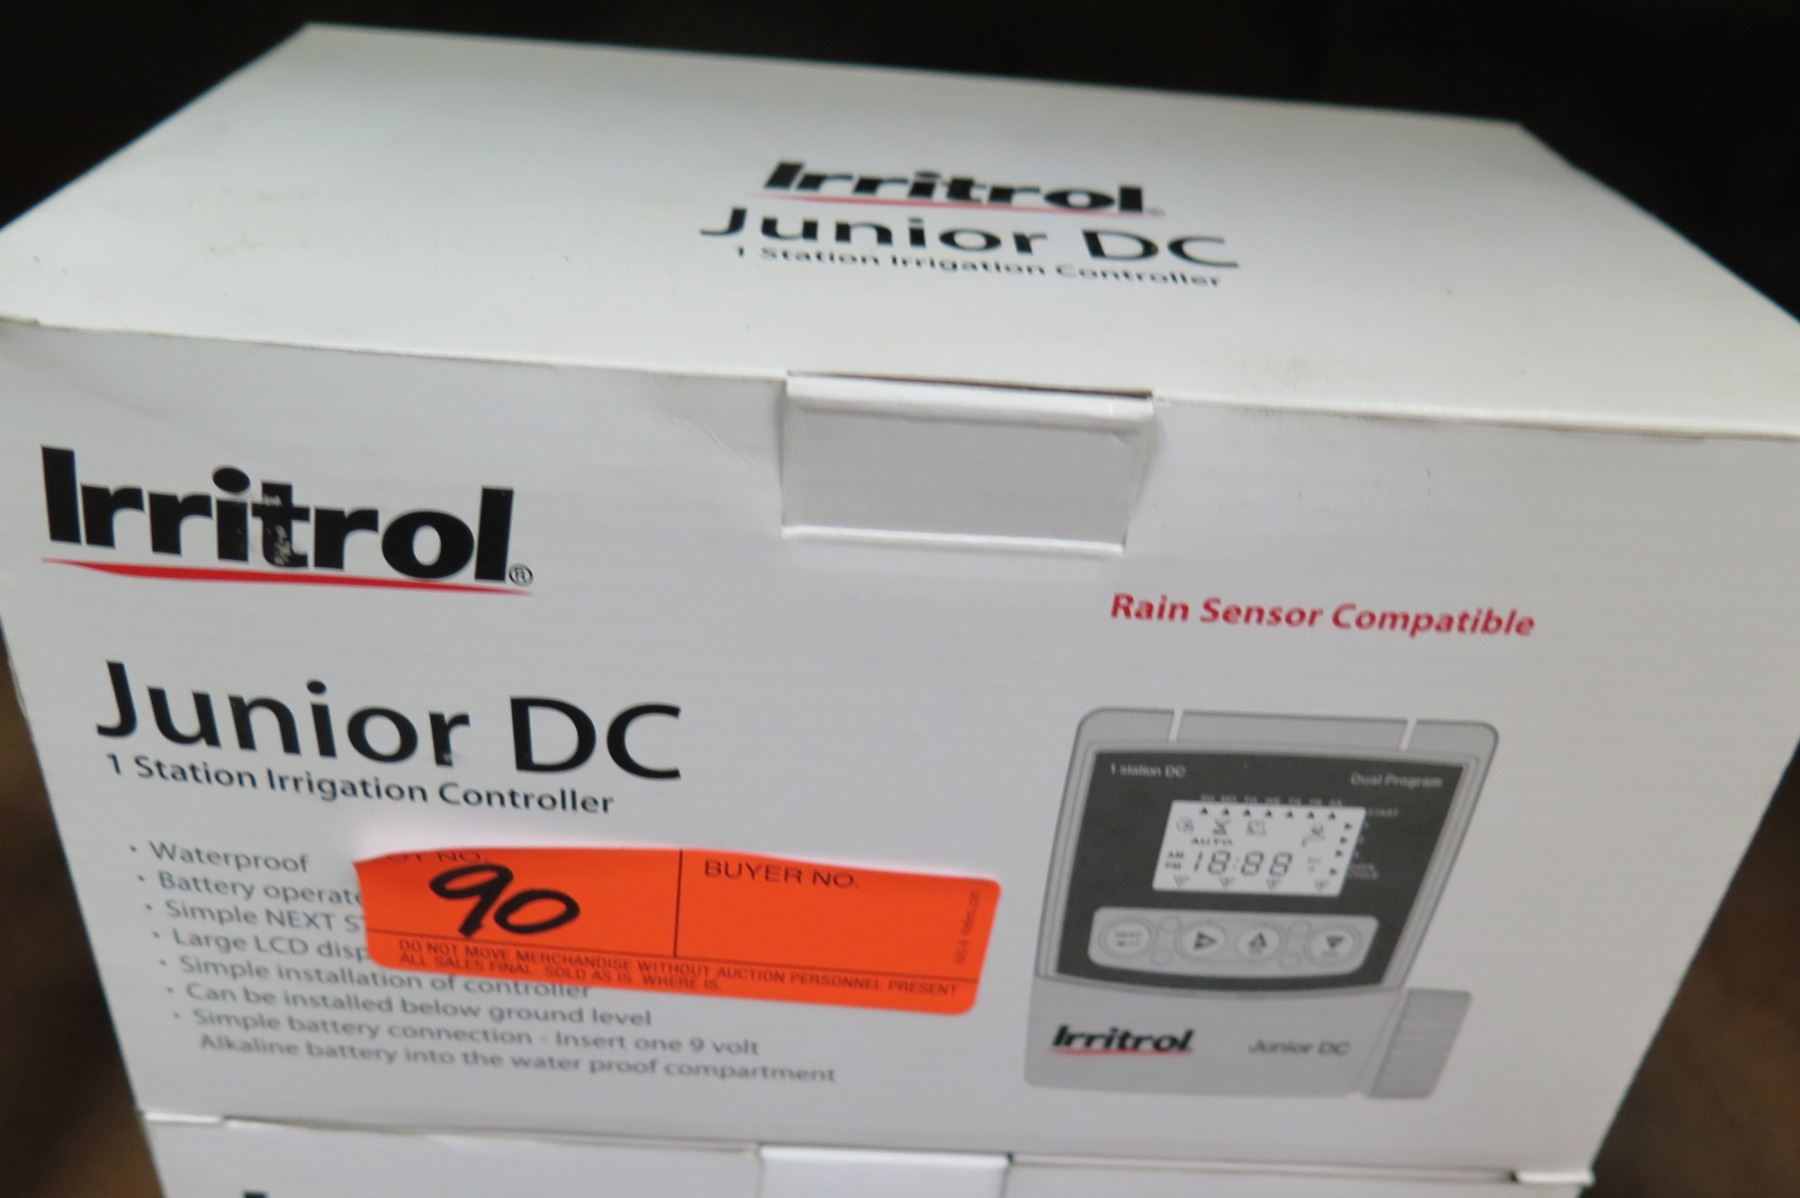 Irritrol
Junior DC
1 Station Irrigation Controller
Irritrol®
Rain Sensor Compatible
Junior DC
1 Station Irrigation Controller
• Waterproof
• Battery operate
• Simple NEXT S
• Large LCD disp
• Simple installation of controller
• Can be installed below ground level
• Simple battery connection - Insert one 9 volt
Alkaline battery into the water proof compartment
NO.
90
BUYER NO.
DO NOT MOVE MERCHANDISE WITHOUT AUCTION PERSONNEL PRESENT
ALL SALES FINAL SOLD AS IS WHERE IS
1 station DC
Dual Program
AUTO
AM
PM
18:88
Irritrol
Junior DC